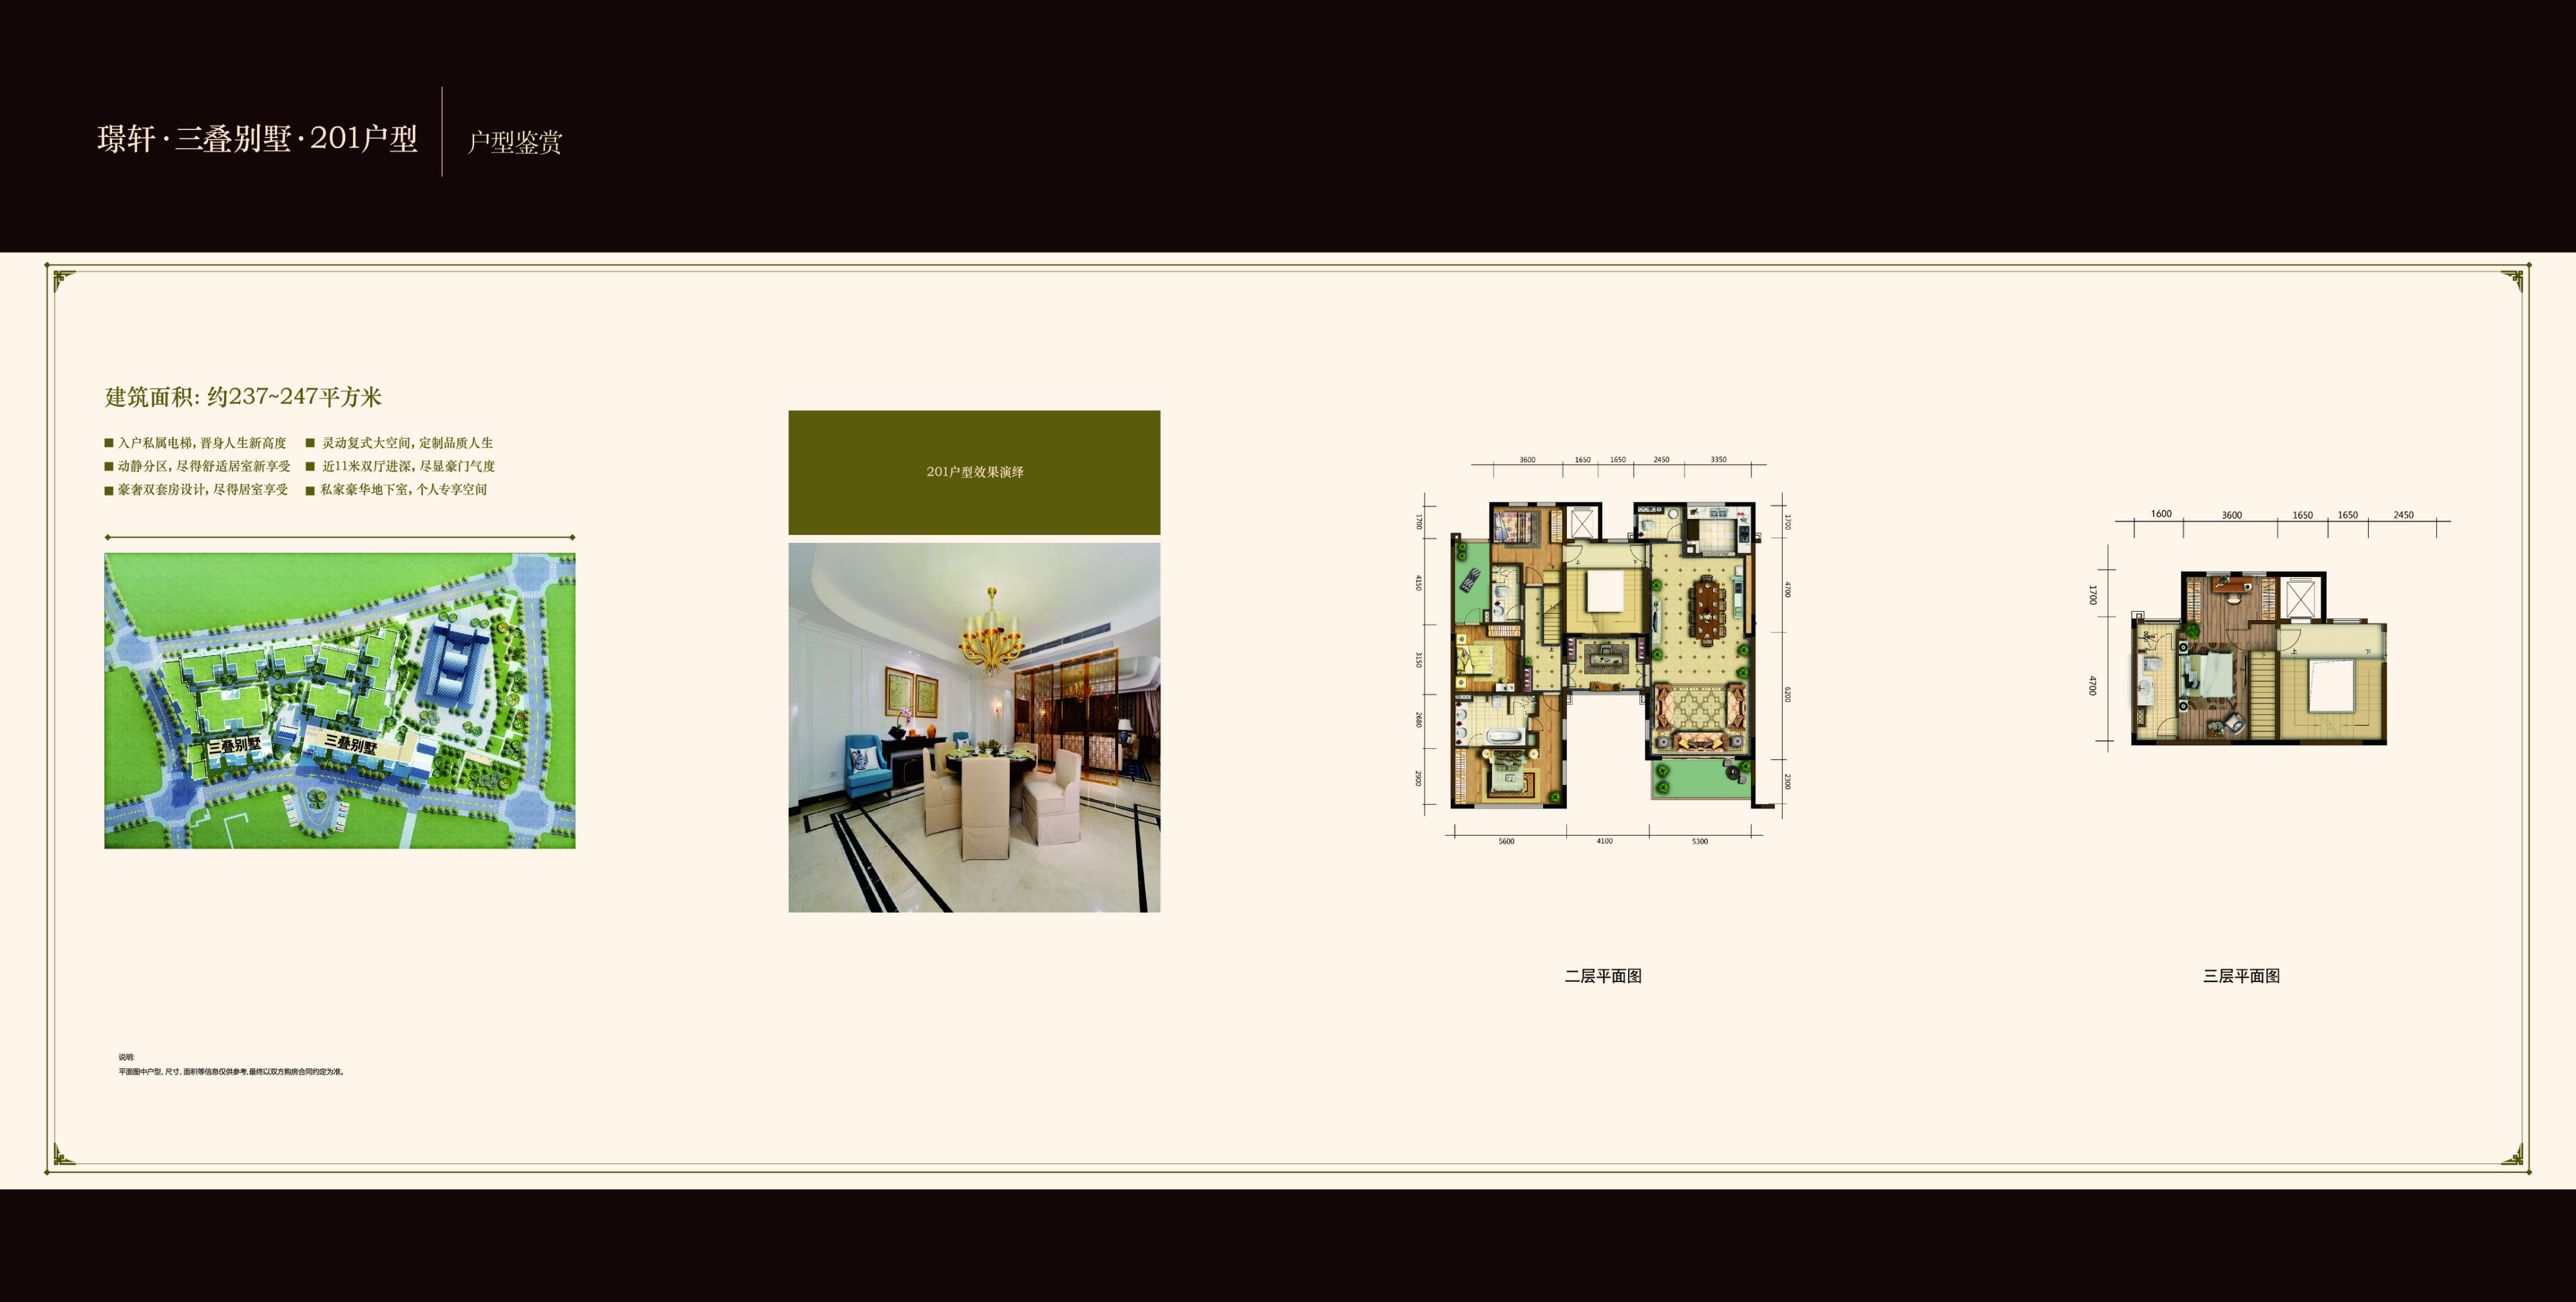 璟轩·三叠别墅·201户型
户型鉴赏
建筑面积: 约237~247平方米
■ 入户私属电梯, 晋身人生新高度
■ 灵动复式大空间, 定制品质人生
■ 动静分区, 尽得舒适居室新享受
■ 近11米双厅进深, 尽显豪门气度
■ 豪奢双套房设计, 尽得居室享受
■ 私家豪华地下室, 个人专享空间
三叠别墅
三叠别墅
201户型效果演绎
3600 1650 1650 2450 3350
1700
4150
3150
2680
2900
1700
4700
6200
2300
上 下
上
5600 4100 5300
二层平面图
1600 3600 1650 1650 2450
1700
4700
上 下
下
三层平面图
说明:
平面图中户型、尺寸、面积等信息仅供参考,最终以双方购房合同约定为准。